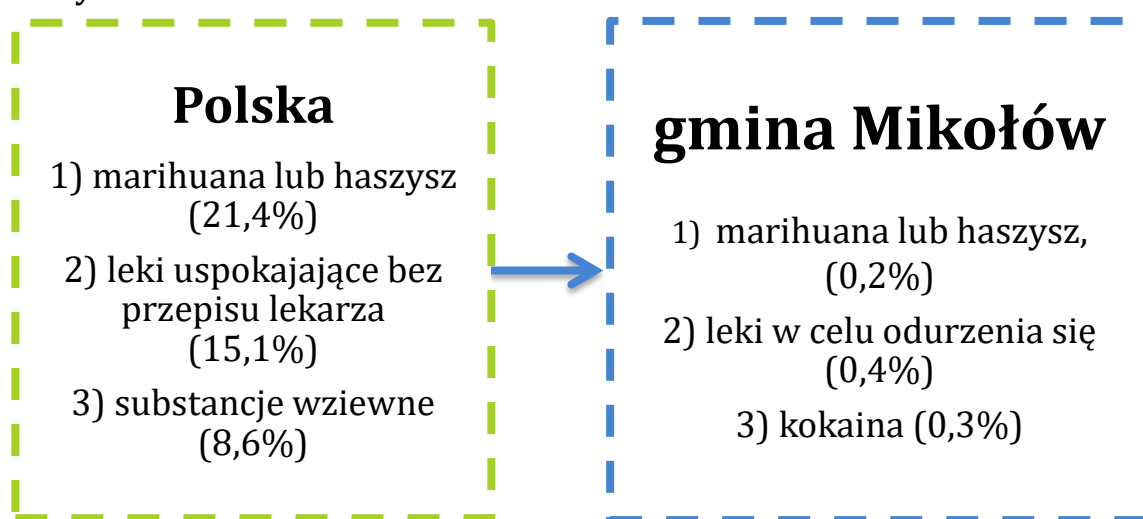 Polska
1) marihuana lub haszysz
(21,4%)
2) leki uspokajające bez
przepisu lekarza
(15,1%)
3) substancje wziewne
(8,6%)
gmina Mikołów
1) marihuana lub haszysz,
(0,2%)
2) leki w celu odurzenia się
(0,4%)
3) kokaina (0,3%)